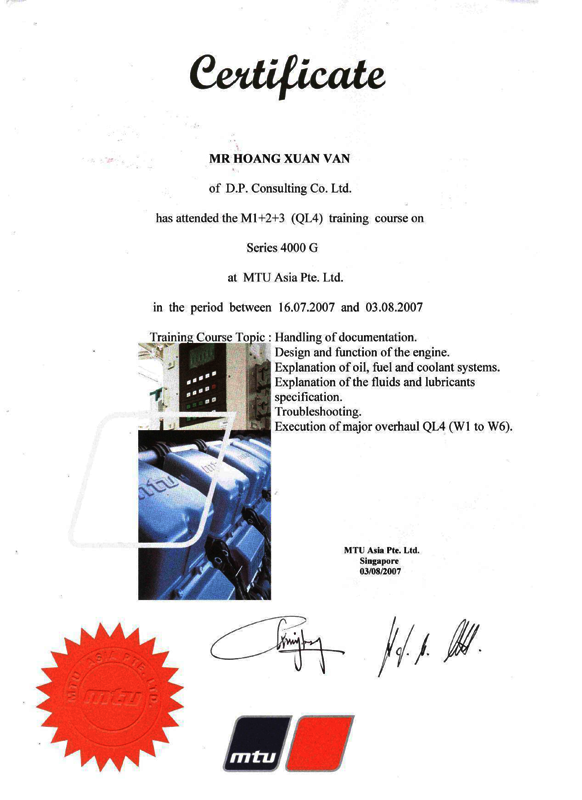 Certificate
MR HOANG XUAN VAN
of D.P. Consulting Co. Ltd.
has attended the M1+2+3 (QL4) training course on
Series 4000 G
at MTU Asia Pte. Ltd.
in the period between 16.07.2007 and 03.08.2007
Training Course Topic : Handling of documentation.
Design and function of the engine.
Explanation of oil, fuel and coolant systems.
Explanation of the fluids and lubricants
specification.
Troubleshooting.
Execution of major overhaul QL4 (W1 to W6).
mtu
MTU Asia Pte. Ltd.
Singapore
03/08/2007
MTU ASIA PTE. LTD.
mtu
mtu